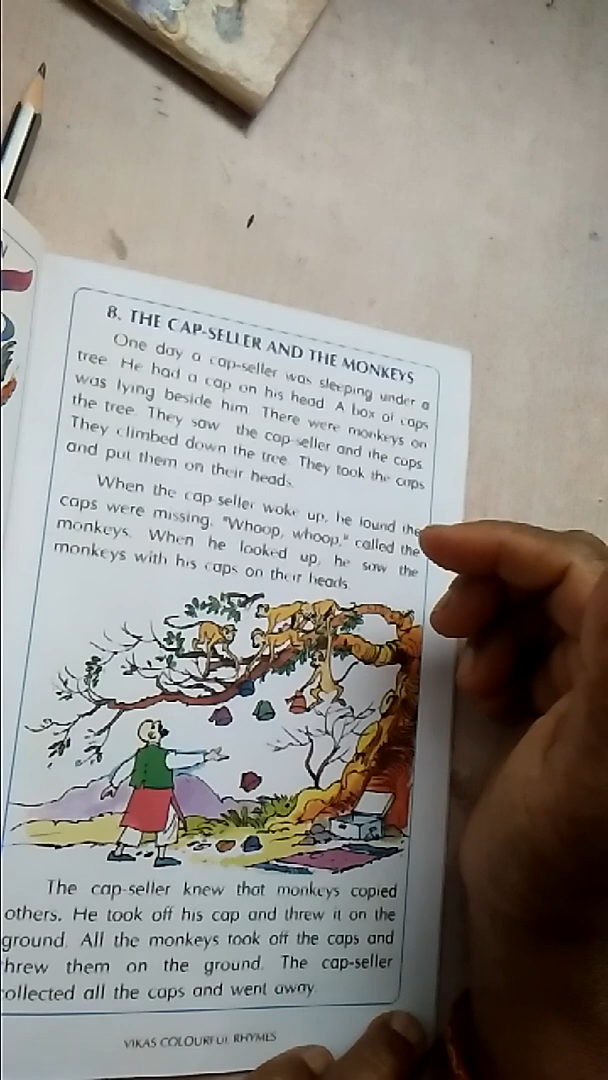 8. THE CAP-SELLER AND THE MONKEYS
One day a cap-seller was sleeping under a
tree. He had a cap on his head. A box of caps
was lying beside him. There were monkeys on
the tree. They saw the cap-seller and the caps.
They climbed down the tree. They took the caps
and put them on their heads.
When the cap-seller woke up, he found the
caps were missing. "Whoop, whoop," called the
monkeys. When he looked up, he saw the
monkeys with his caps on their heads.
The cap-seller knew that monkeys copied
others. He took off his cap and threw it on the
ground. All the monkeys took off the caps and
hrew them on the ground. The cap-seller
ollected all the caps and went away.
VIKAS COLOURFUL RHYMES